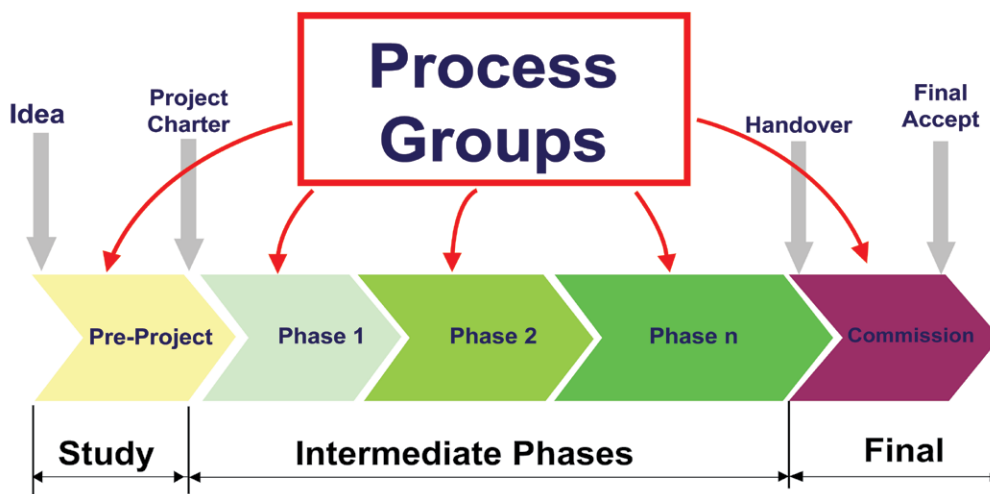 Process
Groups
Idea
Project
Charter
Handover
Final
Accept
Pre-Project
Phase 1
Phase 2
Phase n
Commission
Study
Intermediate Phases
Final